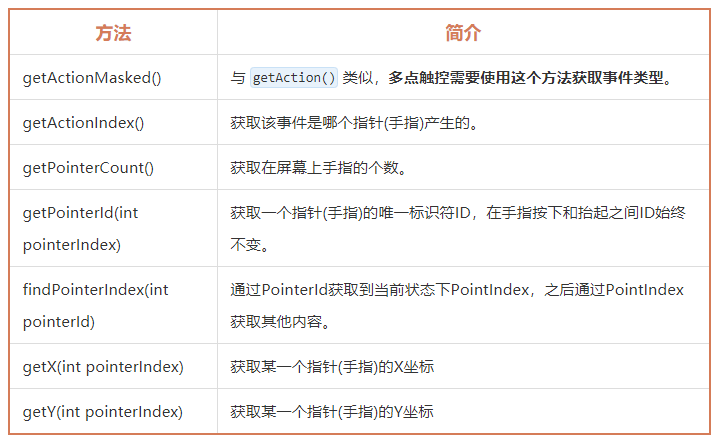 方法 简介
getActionMasked() 与 getAction() 类似，多点触控需要使用这个方法获取事件类型。
getActionIndex() 获取该事件是哪个指针(手指)产生的。
getPointerCount() 获取在屏幕上手指的个数。
getPointerId(int 获取一个指针(手指)的唯一标识符ID，在手指按下和抬起之间ID始终
pointerIndex) 不变。
findPointerIndex(int 通过PointerId获取到当前状态下PointIndex，之后通过PointIndex
pointerId) 获取其他内容。
getX(int pointerIndex) 获取某一个指针(手指)的X坐标
getY(int pointerIndex) 获取某一个指针(手指)的Y坐标